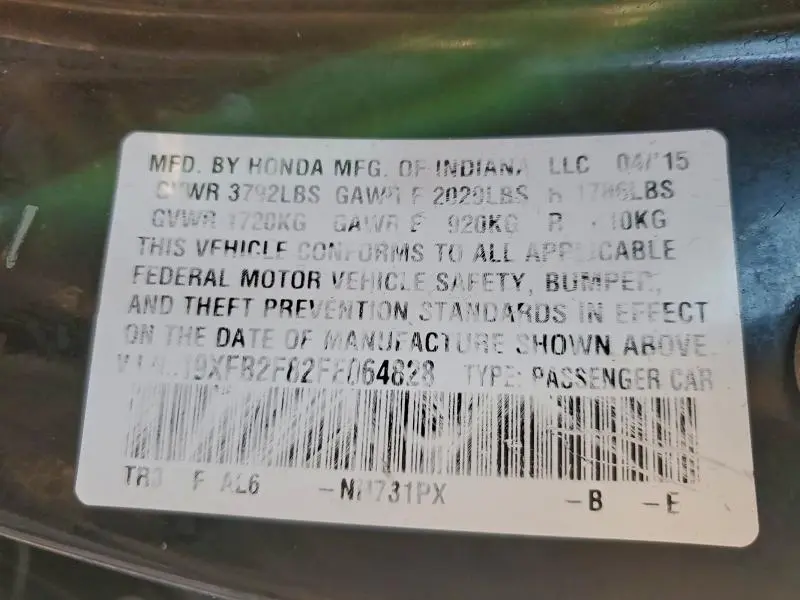 MFD. BY HONDA MFG. OF INDIANA LLC 04/15
GVWR 3792LBS GAWR F 2029LBS R 1786LBS
GVWR 1720KG GAWR F 920KG R
THIS VEHICLE CONFORMS TO ALL APPLICABLE
FEDERAL MOTOR VEHICLE SAFETY, BUMPER,
AND THEFT PREVENTION STANDARDS IN EFFECT
ON THE DATE OF MANUFACTURE SHOWN ABOVE.
TYPE: PASSENGER CAR
F AL6 -NH731PX -B -E